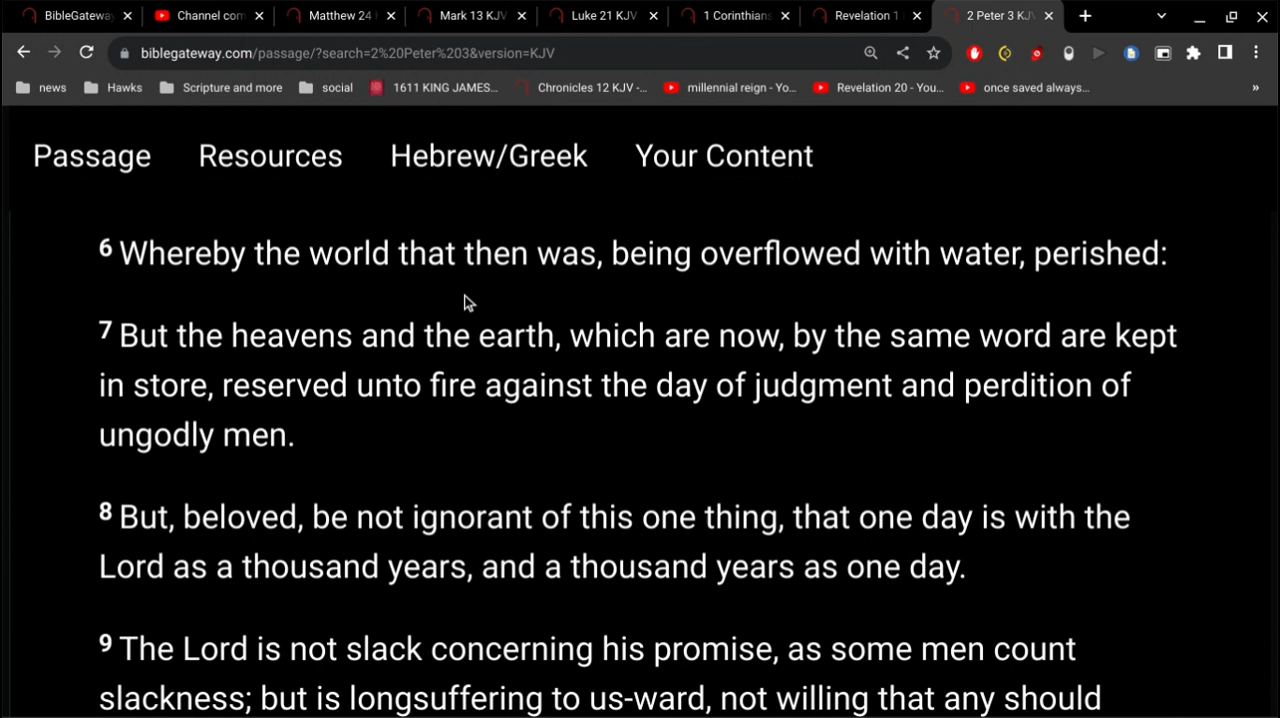 BibleGateway Channel com Matthew 24 Mark 13 KJV Luke 21 KJV 1 Corinthians Revelation 1 2 Peter 3 KJ
biblegateway.com/passage/?search=2%20Peter%203&version=KJV
news Hawks Scripture and more social 1611 KING JAMES... Chronicles 12 KJV -... millennial reign - Yo... Revelation 20 - You... once saved always... »
Passage Resources Hebrew/Greek Your Content
6 Whereby the world that then was, being overflowed with water, perished:
7 But the heavens and the earth, which are now, by the same word are kept
in store, reserved unto fire against the day of judgment and perdition of
ungodly men.
8 But, beloved, be not ignorant of this one thing, that one day is with the
Lord as a thousand years, and a thousand years as one day.
9 The Lord is not slack concerning his promise, as some men count
slackness; but is longsuffering to us-ward, not willing that any should